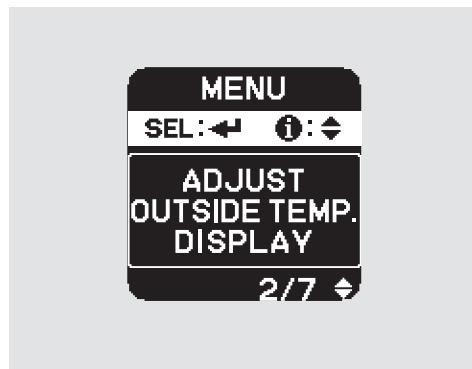 MENU
SEL:↵ ℹ:♦
ADJUST
OUTSIDE TEMP.
DISPLAY
2/7 ♦